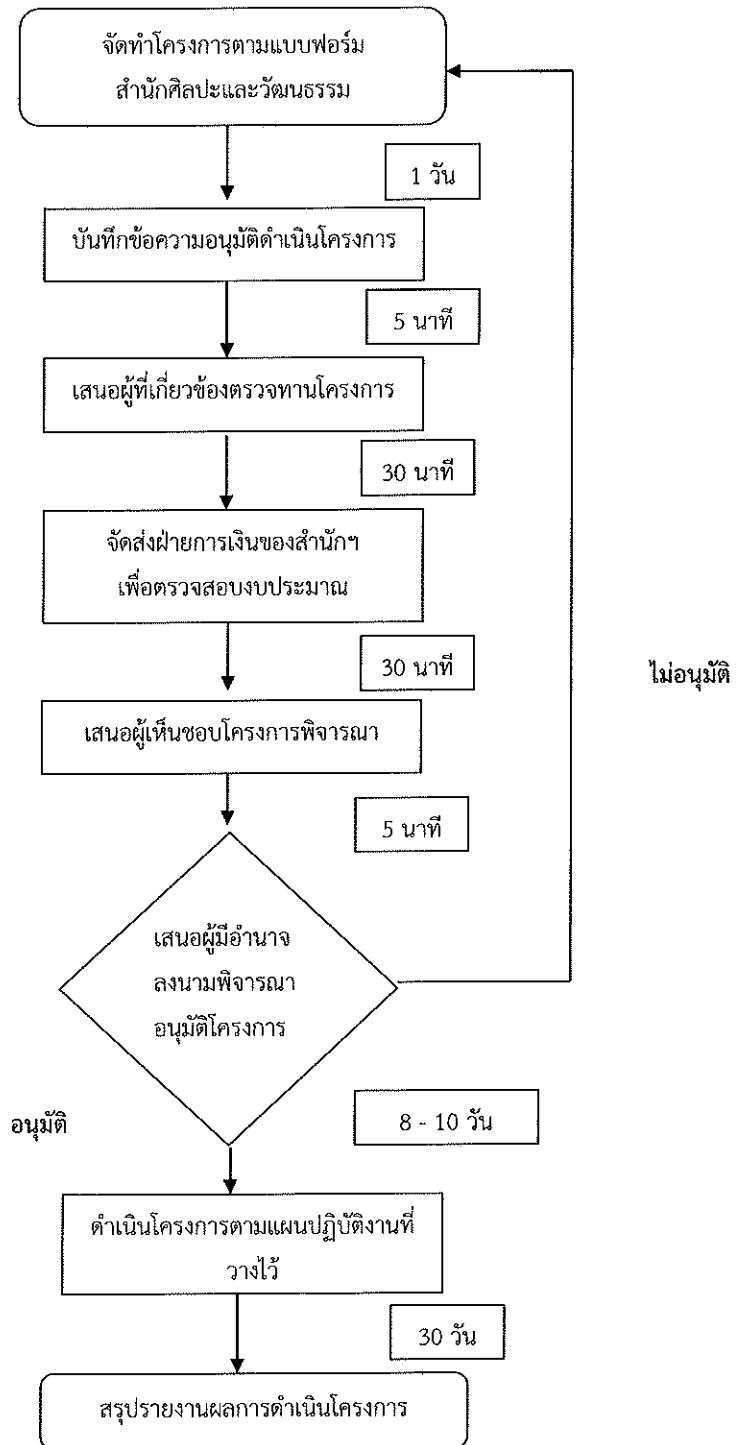 จัดทำโครงการตามแบบฟอร์ม
สำนักศิลปะและวัฒนธรรม
1 วัน
บันทึกข้อความอนุมัติดำเนินโครงการ
5 นาที
เสนอผู้ที่เกี่ยวข้องตรวจทานโครงการ
30 นาที
จัดส่งฝ่ายการเงินของสำนักฯ
เพื่อตรวจสอบงบประมาณ
30 นาที
ไม่อนุมัติ
เสนอผู้เห็นชอบโครงการพิจารณา
5 นาที
เสนอผู้มีอำนาจ
ลงนามพิจารณา
อนุมัติโครงการ
อนุมัติ
8 - 10 วัน
ดำเนินโครงการตามแผนปฏิบัติงานที่
วางไว้
30 วัน
สรุปรายงานผลการดำเนินโครงการ